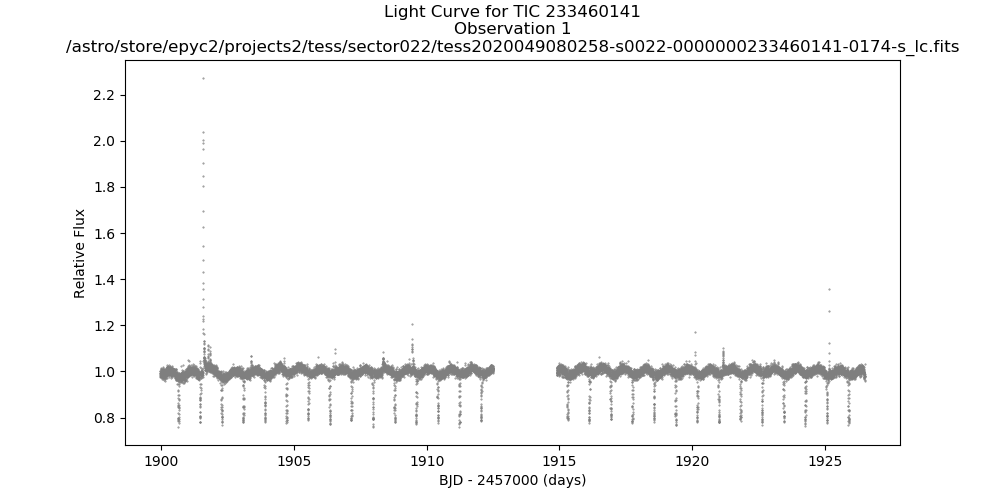 Light Curve for TIC 233460141
Observation 1
/astro/store/epyc2/projects2/tess/sector022/tess2020049080258-s0022-0000000233460141-0174-s_lc.fits
2.2
2.0
1.8
1.6
1.4
1.2
1.0
0.8
Relative Flux
1900
1905
1910
1915
1920
1925
BJD - 2457000 (days)